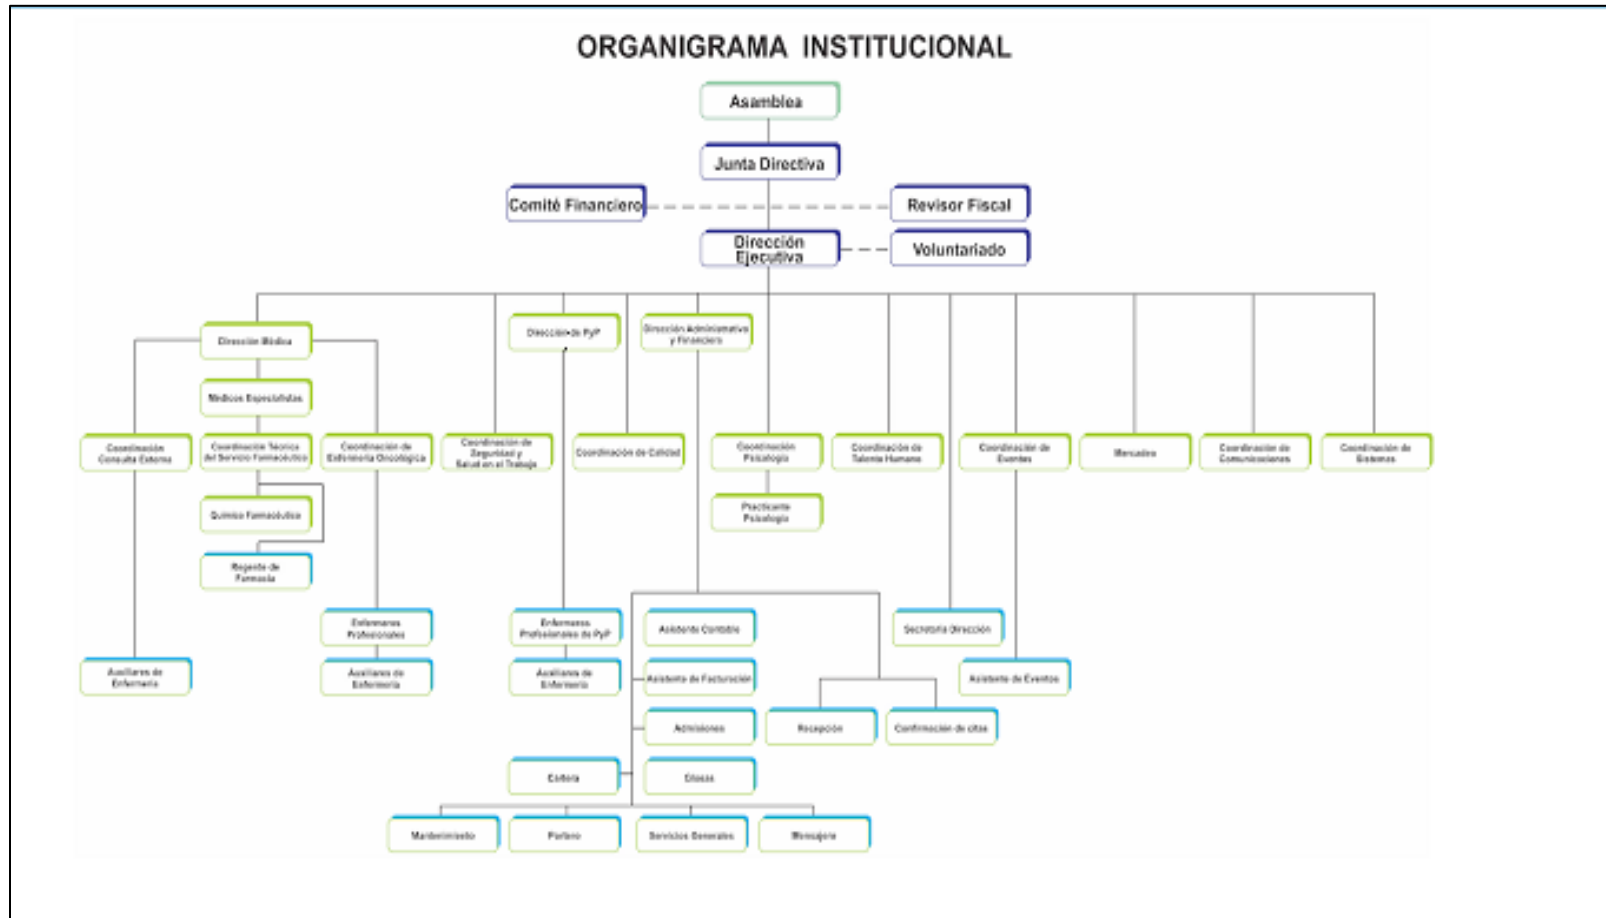 ORGANIGRAMA INSTITUCIONAL
Asamblea
Junta Directiva
Comité Financiero
Revisor Fiscal
Dirección
Ejecutiva
Voluntariado
Dirección Médica
Dirección de PyP
Dirección Administrativa
y Financiera
Médicos Especialistas
Coordinación
Consulta Externa
Coordinación Técnica
del Servicio Farmacéutico
Coordinación de
Enfermería Oncológica
Coordinación de
Seguridad y
Salud en el Trabajo
Coordinación de Calidad
Coordinación
Psicología
Coordinación de
Talento Humano
Coordinación de
Eventos
Mercadeo
Coordinación de
Comunicaciones
Coordinación de
Sistemas
Químico Farmacéutico
Practicante
Psicología
Regente de
Farmacia
Enfermeros
Profesionales
Enfermeros
Profesionales de PyP
Asistente Contable
Secretaria Dirección
Auxiliares de
Enfermería
Auxiliares de
Enfermería
Auxiliares de
Enfermería
Asistente de Facturación
Asistente de Eventos
Admisiones
Recepción
Confirmación de citas
Cartera
Glosas
Mantenimiento
Portero
Servicios Generales
Mensajero